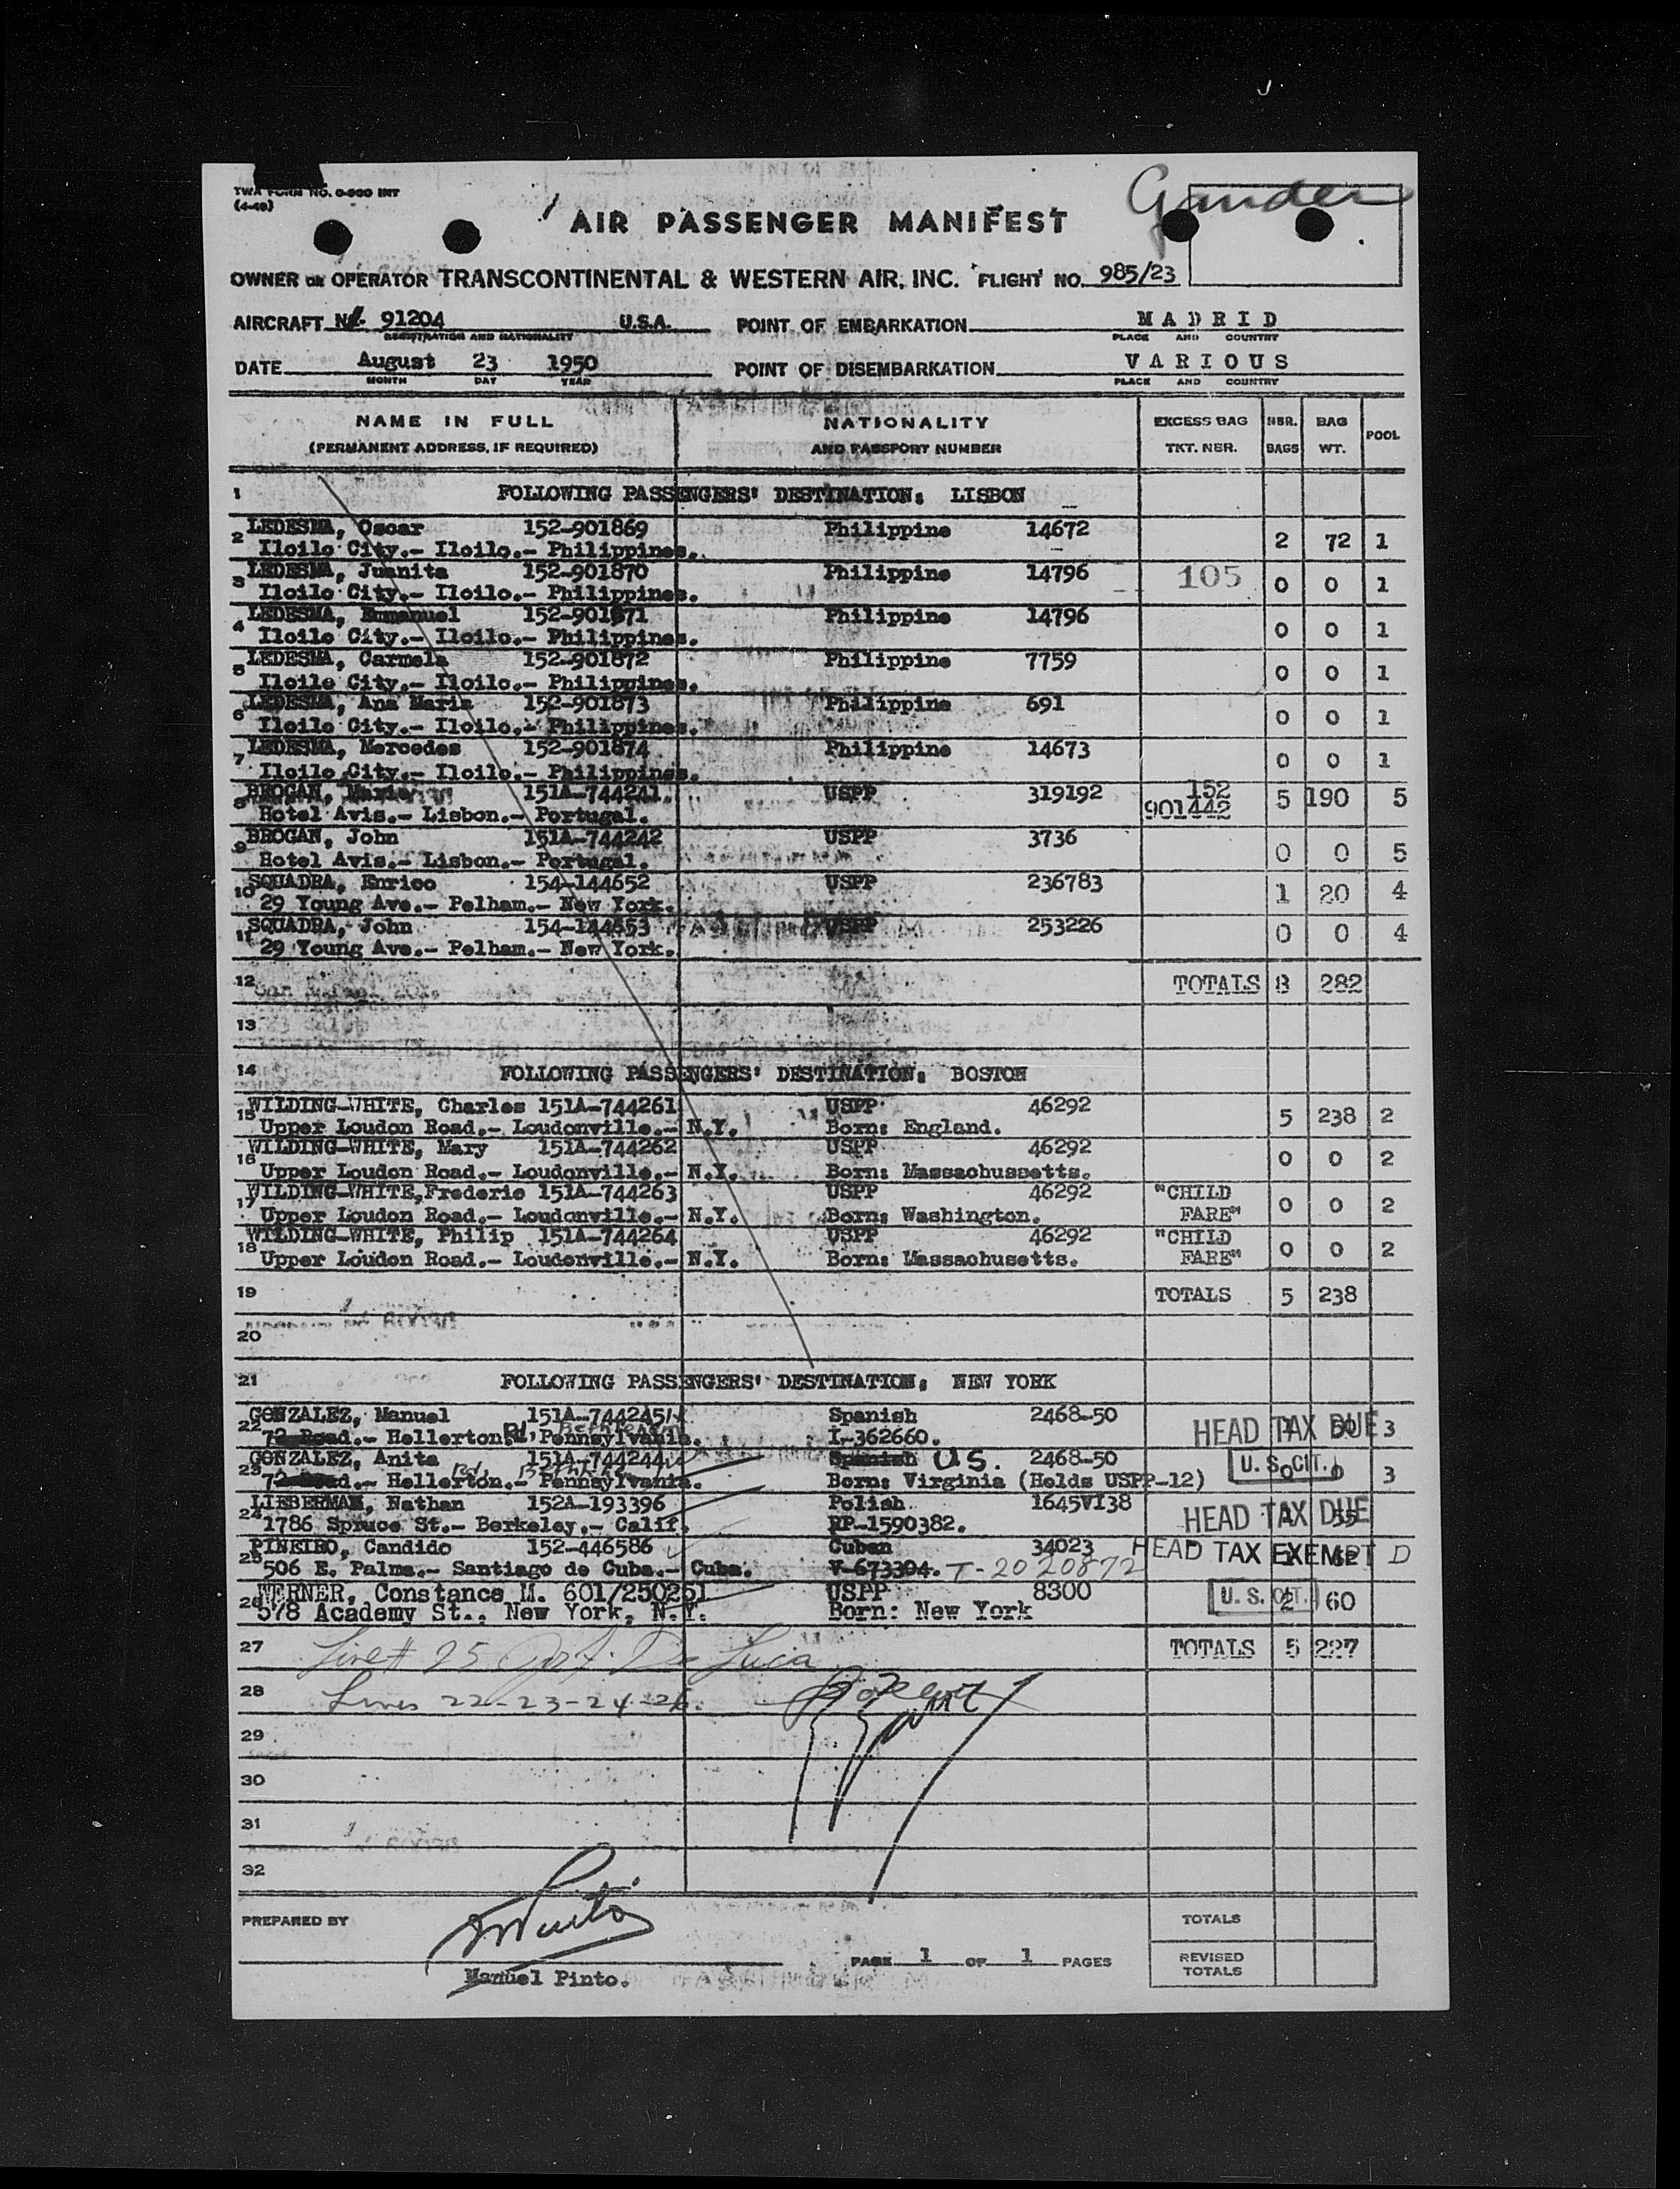 Gander
TWA FORM NO. 0-900 INT
(4-48)
AIR PASSENGER MANIFEST
OWNER OR OPERATOR TRANSCONTINENTAL & WESTERN AIR, INC. FLIGHT NO. 985/23
AIRCRAFT 91204 U.S.A. POINT OF EMBARKATION MADRID
REGISTRATION AND NATIONALITY PLACE AND COUNTRY
DATE August 23 1950 POINT OF DISEMBARKATION VARIOUS
MONTH DAY YEAR PLACE AND COUNTRY
NAME IN FULL NATIONALITY EXCESS BAG NBR. BAG POOL
(PERMANENT ADDRESS, IF REQUIRED) AND PASSPORT NUMBER TKT. NBR. BAGS WT.
1 FOLLOWING PASSENGERS' DESTINATION: LISBON
2 LEDESMA, Oscar 152-901869 Philippine 14672 2 72 1
Iloilo City.- Iloilo.- Philippines.
3 LEDESMA, Juanita 152-901870 Philippine 14796 105 0 0 1
Iloilo City.- Iloilo.- Philippines.
4 LEDESMA, Emmanuel 152-901871 Philippine 14796 0 0 1
Iloilo City.- Iloilo.- Philippines.
5 LEDESMA, Carmela 152-901872 Philippine 7759 0 0 1
Iloilo City.- Iloilo.- Philippines.
6 LEDESMA, Ana Maria 152-901873 Philippine 691 0 0 1
Iloilo City.- Iloilo.- Philippines.
7 LEDESMA, Mercedes 152-901874 Philippine 14673 0 0 1
Iloilo City.- Iloilo.- Philippines.
8 BROGAN, Marie 151A-744241. USPP 319192 152 5 190 5
Hotel Avis.- Lisbon.- Portugal. 901442
9 BROGAN, John 151A-744242 USPP 3736 0 0 5
Hotel Avis.- Lisbon.- Portugal.
10 SQUADRA, Enrico 154-144652 USPP 236783 1 20 4
29 Young Ave.- Pelham.- New York.
11 SQUADRA, John 154-144653 USPP 253226 0 0 4
29 Young Ave.- Pelham.- New York.
12 TOTALS 8 282
13
14 FOLLOWING PASSENGERS' DESTINATION: BOSTON
15 WILDING-WHITE, Charles 151A-744261 USPP 46292 5 238 2
Upper Loudon Road.- Loudonville.- N.Y. Born: England.
16 WILDING-WHITE, Mary 151A-744262 USPP 46292 0 0 2
Upper Loudon Road.- Loudonville.- N.Y. Born: Massachussetts.
17 WILDING-WHITE, Frederic 151A-744263 USPP 46292 "CHILD 0 0 2
Upper Loudon Road.- Loudonville.- N.Y. Born: Washington. FARE"
18 WILDING-WHITE, Philip 151A-744264 USPP 46292 "CHILD 0 0 2
Upper Loudon Road.- Loudonville.- N.Y. Born: Massachusetts. FARE"
19 TOTALS 5 238
20
21 FOLLOWING PASSENGERS' DESTINATION: NEW YORK
22 GONZALEZ, Manuel 151A-744245 Spanish 2468-50 HEAD TAX DUE 3
72 Road.- Hellerton, Pennsylvania. I-362660.
23 GONZALEZ, Anita 151A-744244 Spanish U.S. 2468-50 U. S. CIT. 0 0 3
72 Road.- Hellerton.- Pennsylvania. Born: Virginia (Holds USPP-12)
24 LIEBERMAN, Nathan 152A-193396 Polish 1645VI38 HEAD TAX DUE
1786 Spruce St.- Berkeley.- Calif. RP-1590382.
25 PINEIRO, Candido 152-446586 Cuban 34023 HEAD TAX EXEMPT D
506 E. Palma.- Santiago de Cuba.- Cuba. V-673304. T-2020872
26 WERNER, Constance M. 601/250251 USPP 8300 U. S. CIT. 2 60
578 Academy St., New York, N.Y. Born: New York
27 Line # 25 De Luca TOTALS 5 227
28 Lines 22-23-24-26.
29
30
31
32
PREPARED BY TOTALS
PAGE 1 OF 1 PAGES REVISED TOTALS
Manuel Pinto.